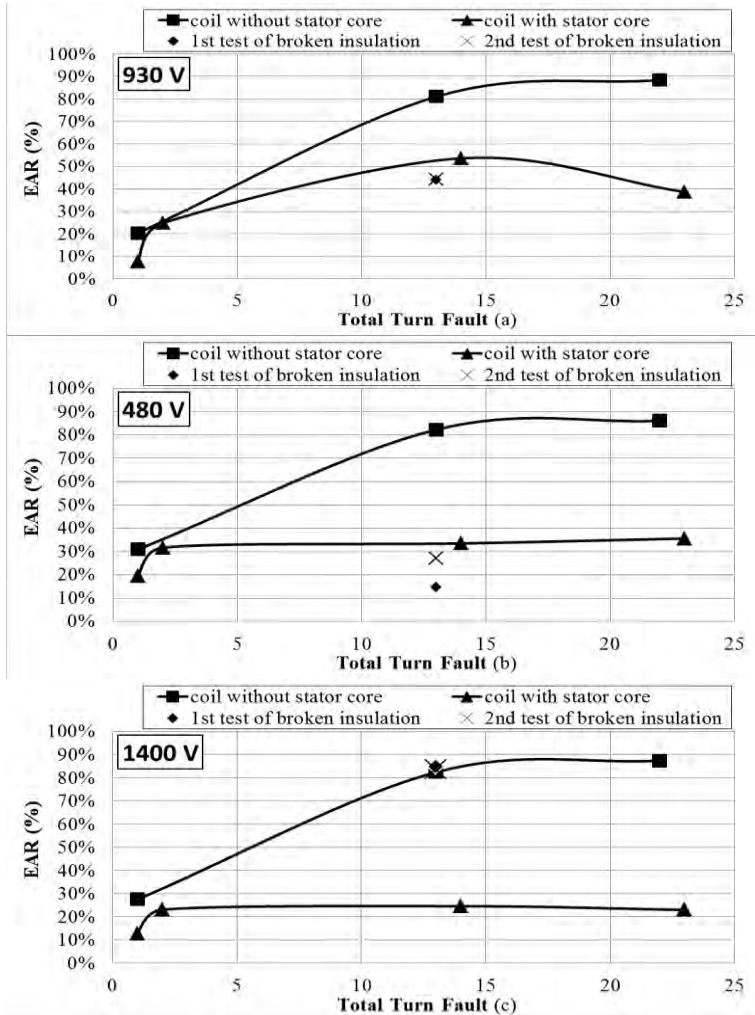 ■ coil without stator core ▲ coil with stator core
◆ 1st test of broken insulation × 2nd test of broken insulation
930 V
100%
90%
80%
70%
60%
50%
40%
30%
20%
10%
0%
EAR (%)
0 5 10 15 20 25
Total Turn Fault (a)
■ coil without stator core ▲ coil with stator core
◆ 1st test of broken insulation × 2nd test of broken insulation
480 V
100%
90%
80%
70%
60%
50%
40%
30%
20%
10%
0%
EAR (%)
0 5 10 15 20 25
Total Turn Fault (b)
■ coil without stator core ▲ coil with stator core
◆ 1st test of broken insulation × 2nd test of broken insulation
1400 V
100%
90%
80%
70%
60%
50%
40%
30%
20%
10%
0%
EAR (%)
0 5 10 15 20 25
Total Turn Fault (c)